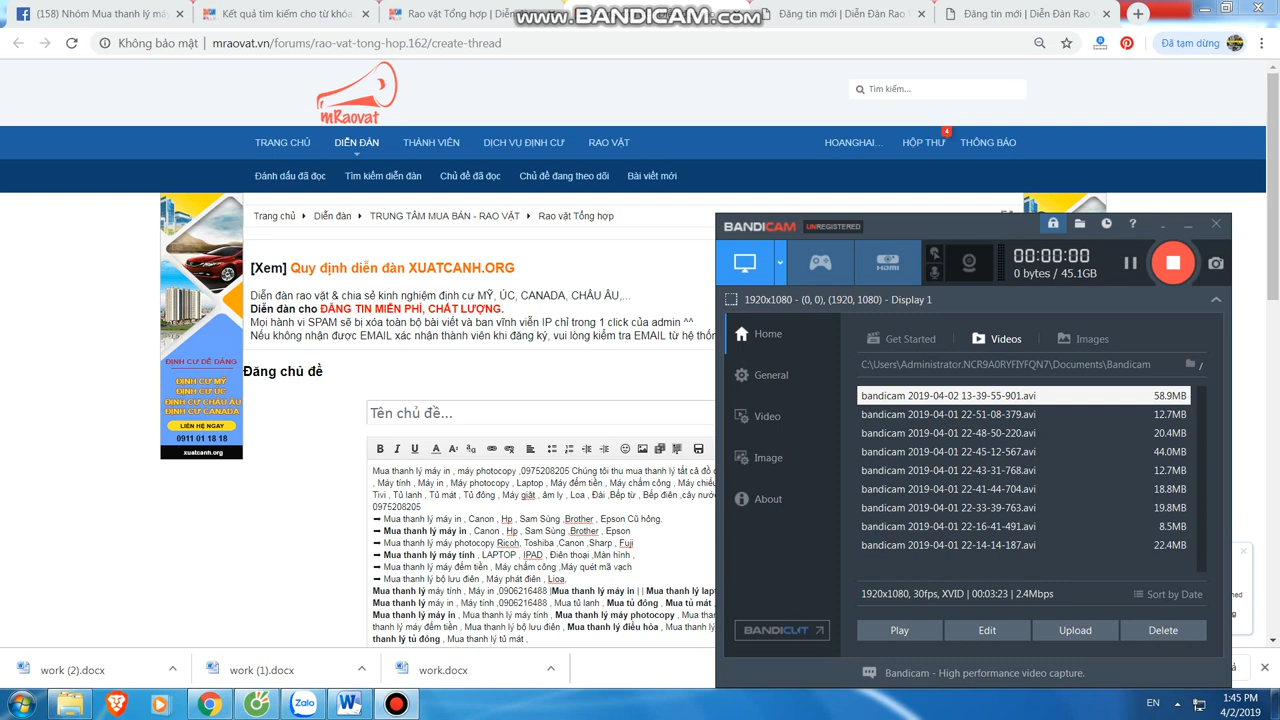 (158) Nhóm Mua thanh lý máy
Kết quả tìm kiếm cho từ khóa
Rao vặt Tổng hợp | Diễn
www.BANDICAM.com
Đăng tin mới | Diễn Đàn Rao
Đăng tin mới | Diễn Đàn Rao
Không bảo mật
mraovat.vn/forums/rao-vat-tong-hop.162/create-thread
Đã tạm dừng
mRaovat
Tìm kiếm...
TRANG CHỦ
DIỄN ĐÀN
THÀNH VIÊN
DỊCH VỤ ĐỊNH CƯ
RAO VẶT
HOANGHAI...
HỘP THƯ
4
THÔNG BÁO
Đánh dấu đã đọc
Tìm kiếm diễn đàn
Chủ đề đã đọc
Chủ đề đang theo dõi
Bài viết mới
Trang chủ
Diễn đàn
TRUNG TÂM MUA BÁN - RAO VẶT
Rao vặt Tổng hợp
[Xem] Quy định diễn đàn XUATCANH.ORG
Diễn đàn rao vặt & chia sẻ kinh nghiệm định cư MỸ, ÚC, CANADA, CHÂU ÂU,...
Diễn đàn cho ĐĂNG TIN MIỄN PHÍ, CHẤT LƯỢNG.
Mọi hành vi SPAM sẽ bị xóa toàn bộ bài viết và ban vĩnh viễn IP chỉ trong 1 click của admin ^^
Nếu không nhận được EMAIL xác nhận thành viên khi đăng ký, vui lòng kiểm tra EMAIL từ hệ thốn
ĐỊNH CƯ DỄ DÀNG
ĐỊNH CƯ MỸ
ĐỊNH CƯ ÚC
ĐỊNH CƯ CHÂU ÂU
ĐỊNH CƯ CANADA
LIÊN HỆ NGAY
0911 01 18 18
xuatcanh.org
Đăng chủ đề
Tên chủ đề...
Mua thanh lý máy in , máy photocopy ,0975208205 Chúng tôi thu mua thanh lý tất cả đồ
, Máy tính , Máy in , Máy photocopy , Laptop , Máy đếm tiền , Máy chấm công , Máy chiếu
Tivi , Tủ lanh , Tủ mát , Tủ đông , Máy giặt , âm ly , Loa , Đài ,Bếp từ , Bếp điện ,cây nước
0975208205
➡ Mua thanh lý máy in , Canon , Hp , Sam Sủng ,Brother , Epson Cũ hỏng.
➡ Mua thanh lý máy in , Canon , Hp , Sam Sủng ,Brother , Epson
➡ Mua thanh lý máy photocopy Ricoh, Toshiba ,Canon ,Sharp , Fuji
➡ Mua thanh lý máy tính , LAPTOP , IPAD , Điện thoại ,Màn hình ,
➡ Mua thanh lý máy đếm tiền , Máy chấm công ,Máy quét mã vạch
➡ Mua thanh lý bộ lưu điện , Máy phát điện , Lioa,
Mua thanh lý máy tính , Máy in ,0906216488 |Mua thanh lý máy in | | Mua thanh lý lapt
Mua thanh lý máy in ,0906216488 , Mua tủ lanh , Mua tủ đông , Mua tủ mát
Mua thanh lý máy in , Mua thanh lý máy tính , Mua thanh lý máy photocopy , Mua
thanh lý máy đếm tiền , Mua thanh lý bộ lưu điện , Mua thanh lý điều hòa , Mua
thanh lý tủ đông , Mua thanh lý tủ mát ,
BANDICAM
UNREGISTERED
00:00:00
0 bytes / 45.1GB
1920x1080 - (0, 0), (1920, 1080) - Display 1
Home
General
Video
Image
About
BANDICUT
Get Started
Videos
Images
C:\Users\Administrator.NCR9A0RYFIYFQN7\Documents\Bandicam
bandicam 2019-04-02 13-39-55-901.avi 58.9MB
bandicam 2019-04-01 22-51-08-379.avi 12.7MB
bandicam 2019-04-01 22-48-50-220.avi 20.4MB
bandicam 2019-04-01 22-45-12-567.avi 44.0MB
bandicam 2019-04-01 22-43-31-768.avi 12.7MB
bandicam 2019-04-01 22-41-44-704.avi 18.8MB
bandicam 2019-04-01 22-33-39-763.avi 19.8MB
bandicam 2019-04-01 22-16-41-491.avi 8.5MB
bandicam 2019-04-01 22-14-14-187.avi 22.4MB
1920x1080, 30fps, XVID | 00:03:23 | 2.4Mbps
Sort by Date
Play
Edit
Upload
Delete
Bandicam - High performance video capture.
work (2).docx
work (1).docx
work.docx
Zalo
EN
1:45 PM
4/2/2019